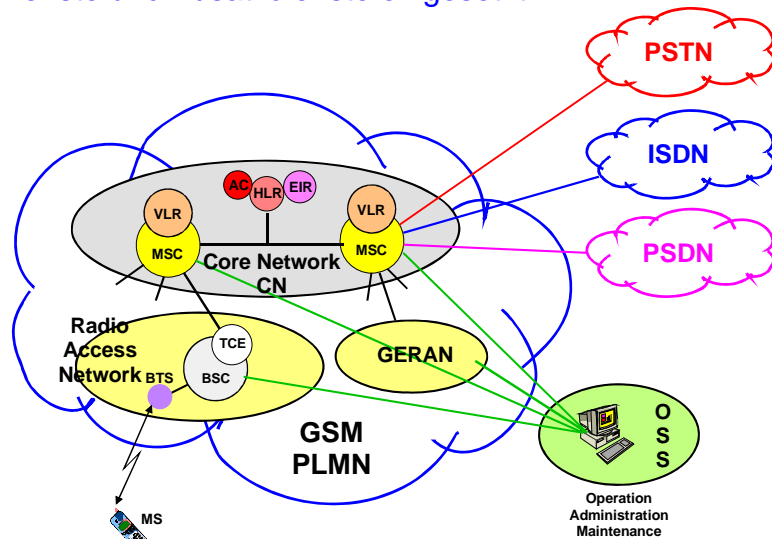 PSTN
ISDN
PSDN
AC
HLR
EIR
VLR
VLR
MSC
MSC
Core Network
CN
Radio
Access
Network
TCE
BTS
BSC
GERAN
GSM
PLMN
MS
O
S
S
Operation
Administration
Maintenance